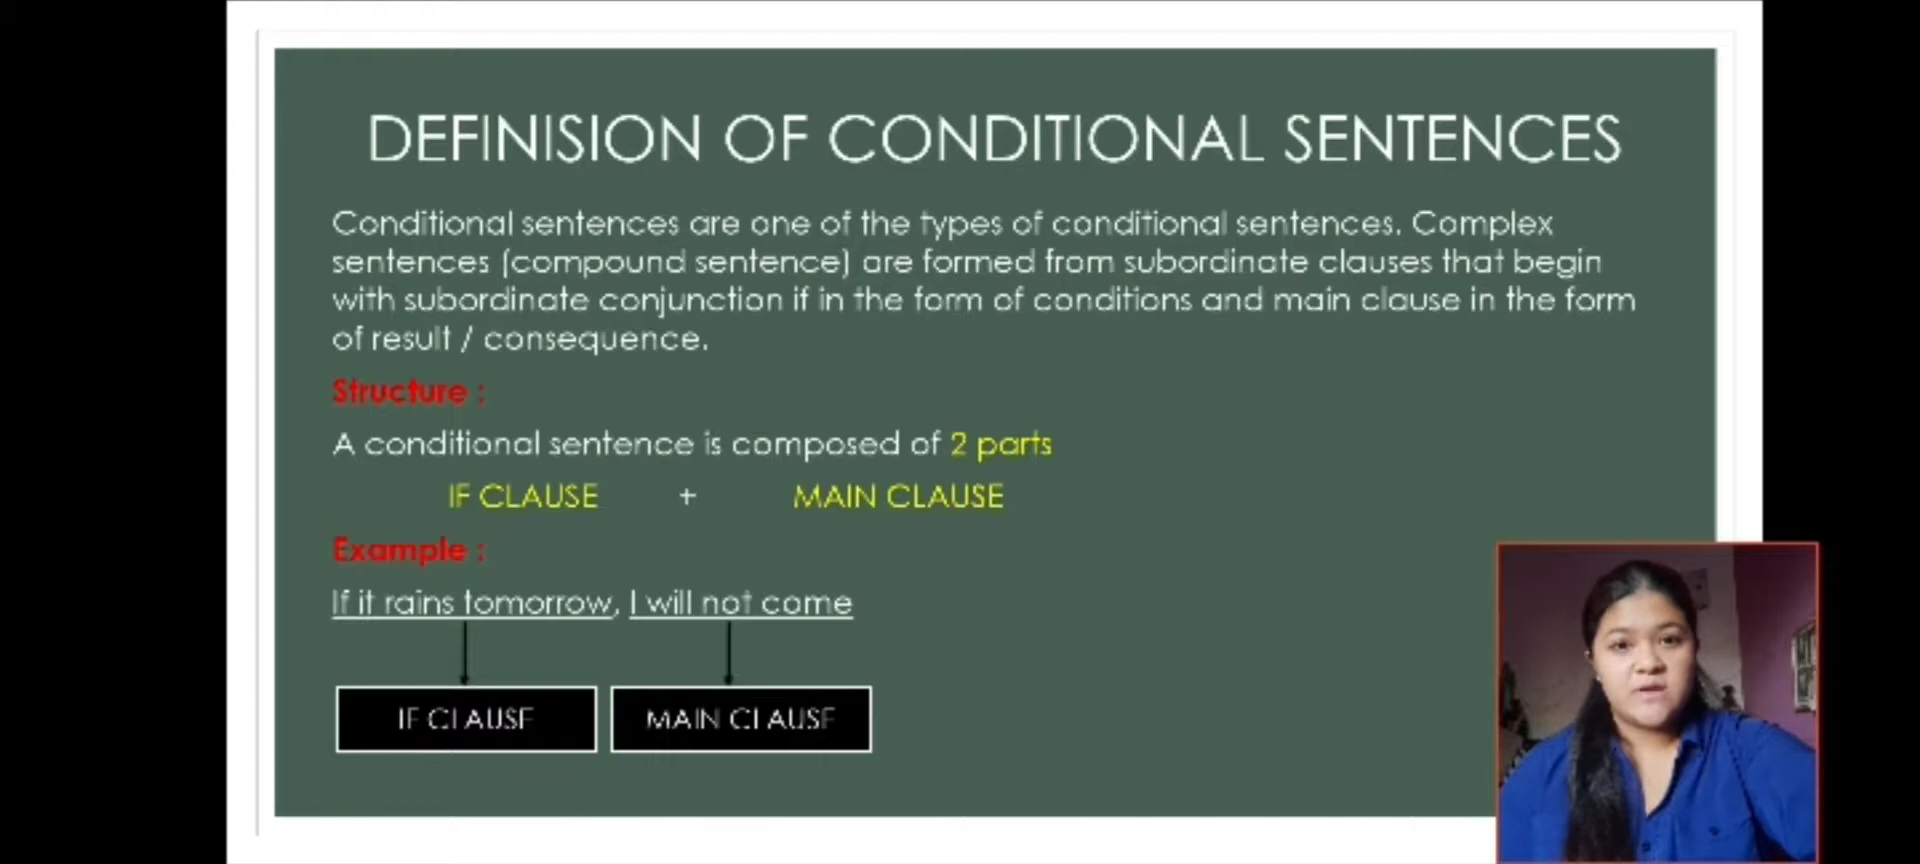 DEFINISION OF CONDITIONAL SENTENCES
Conditional sentences are one of the types of conditional sentences. Complex
sentences (compound sentence) are formed from subordinate clauses that begin
with subordinate conjunction if in the form of conditions and main clause in the form
of result / consequence.
Structure :
A conditional sentence is composed of 2 parts
IF CLAUSE + MAIN CLAUSE
Example :
If it rains tomorrow, I will not come
IF CLAUSE MAIN CLAUSE